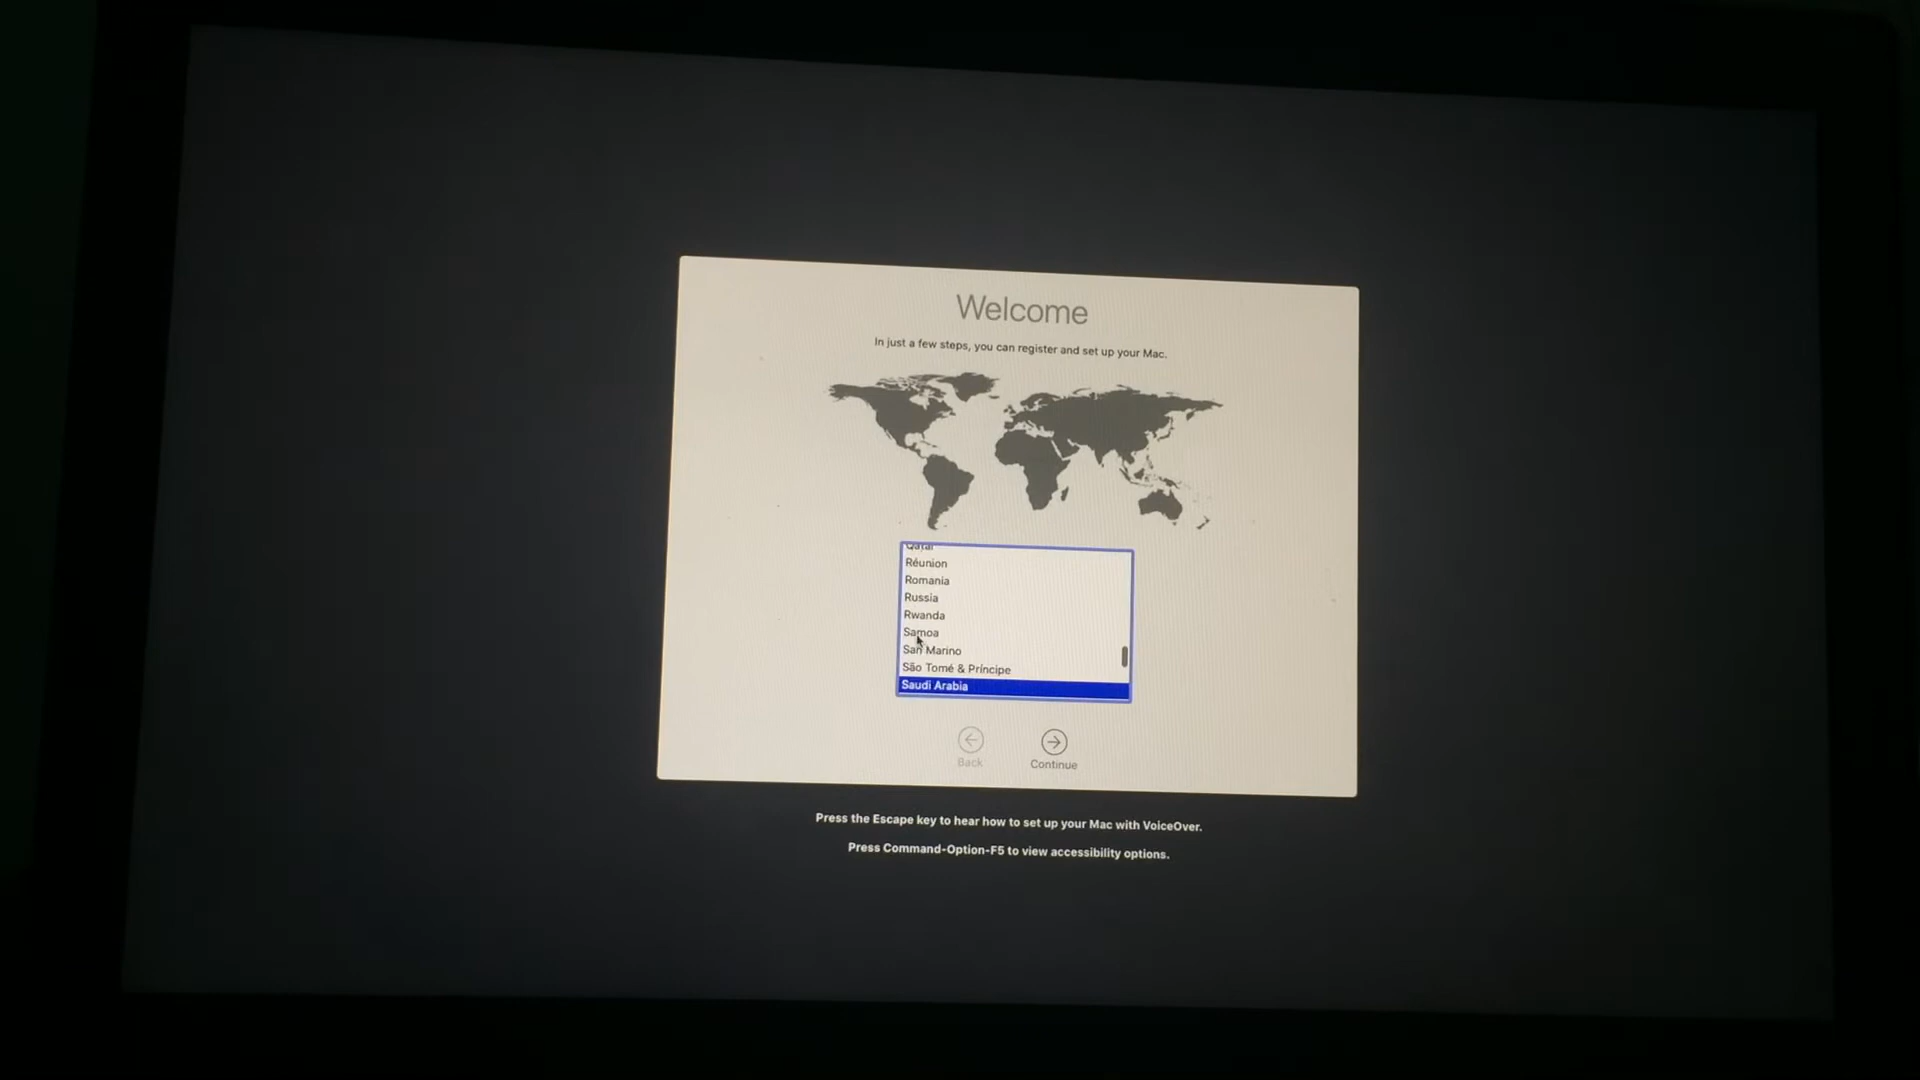 Welcome
In just a few steps, you can register and set up your Mac.
Qatar
Réunion
Romania
Russia
Rwanda
Samoa
San Marino
São Tomé & Príncipe
Saudi Arabia
Back
Continue
Press the Escape key to hear how to set up your Mac with VoiceOver.
Press Command-Option-F5 to view accessibility options.